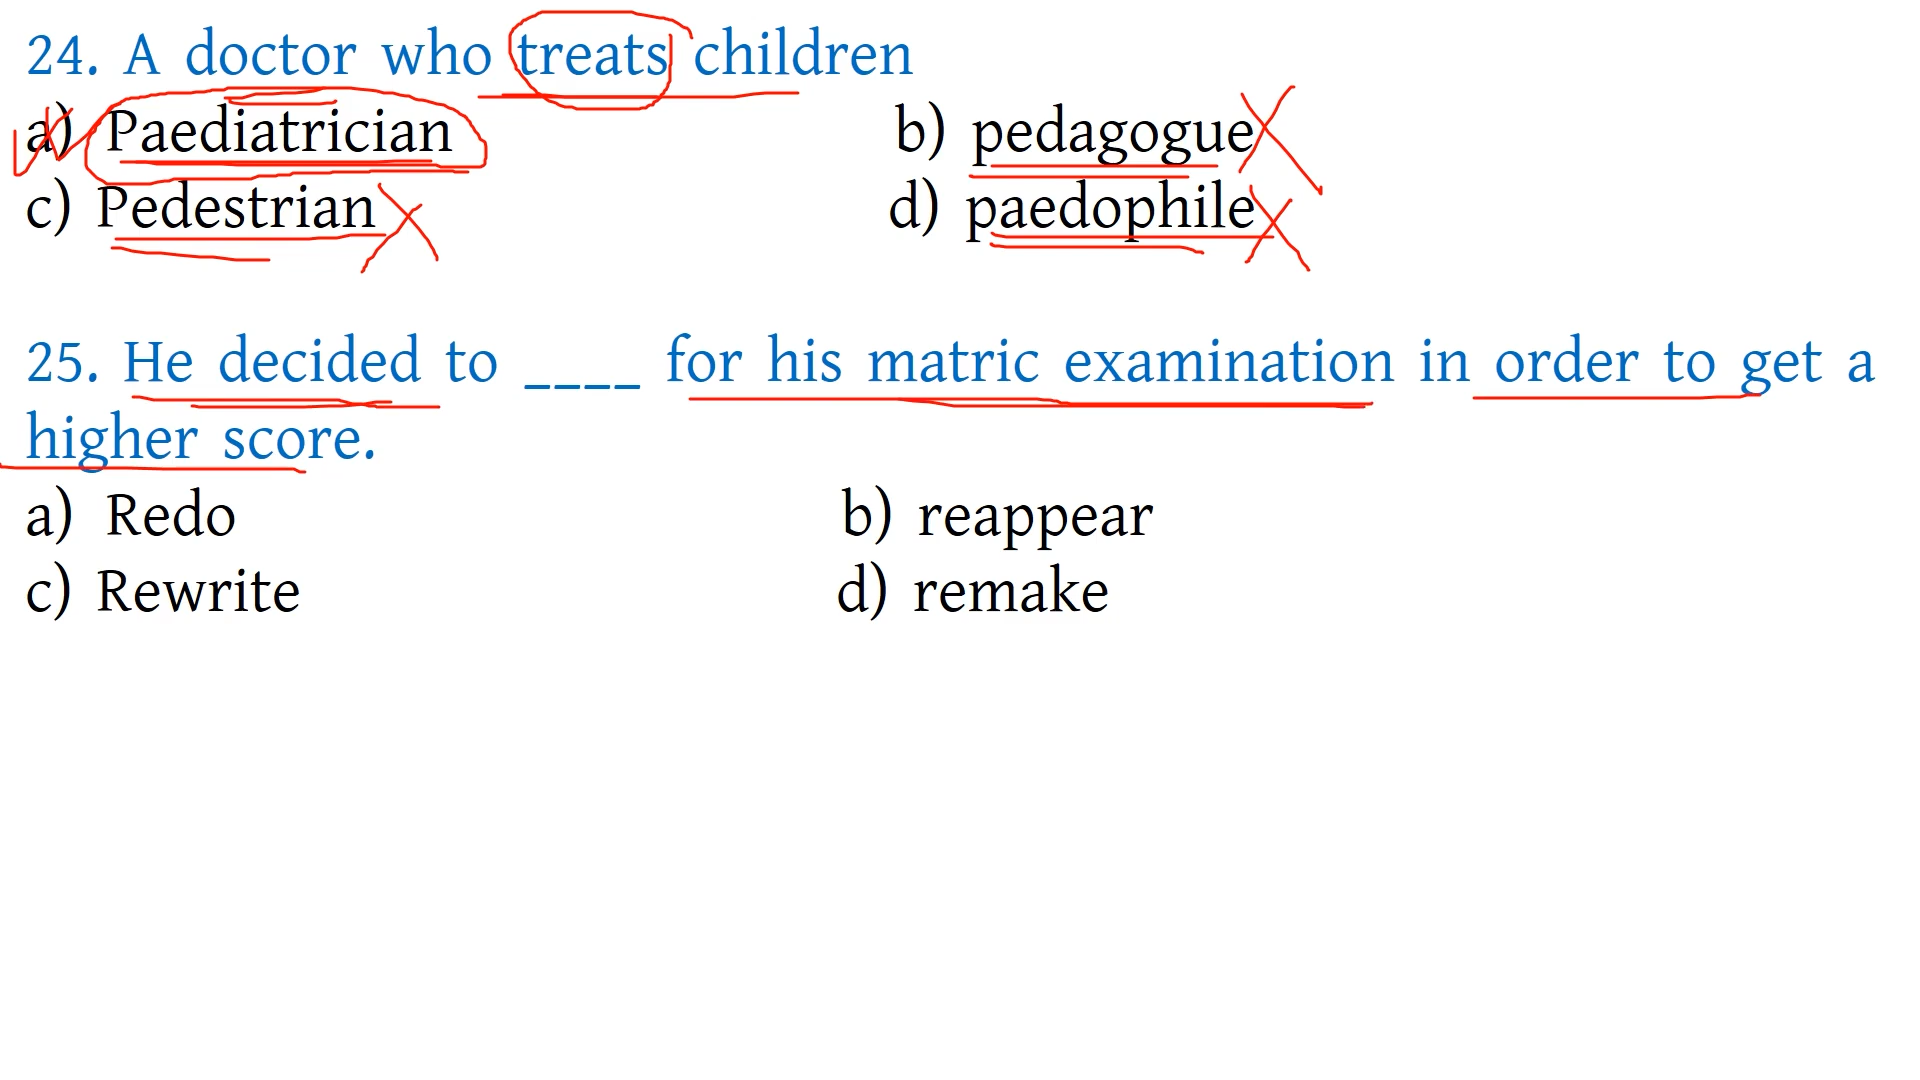 24. A doctor who treats children
a) Paediatrician b) pedagogue
c) Pedestrian d) paedophile
25. He decided to ____ for his matric examination in order to get a
higher score.
a) Redo b) reappear
c) Rewrite d) remake